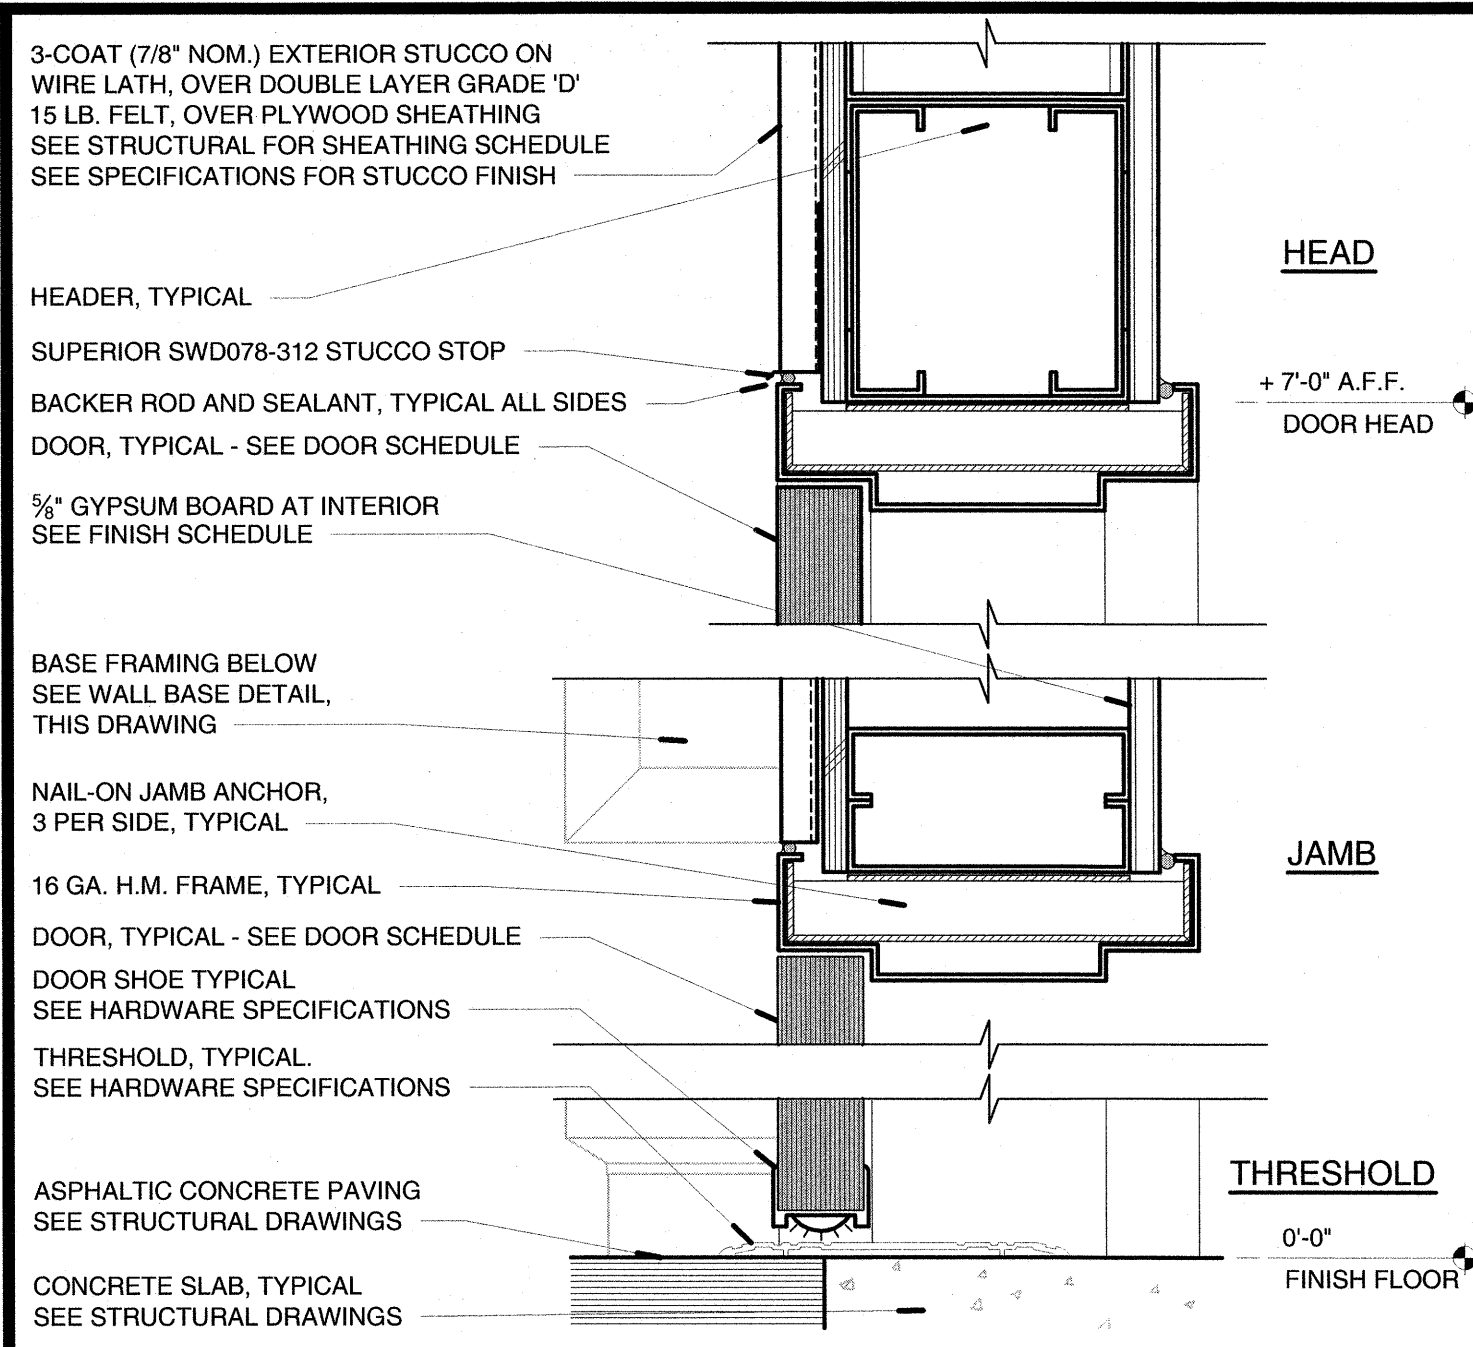 3-COAT (7/8" NOM.) EXTERIOR STUCCO ON
WIRE LATH, OVER DOUBLE LAYER GRADE 'D'
15 LB. FELT, OVER PLYWOOD SHEATHING
SEE STRUCTURAL FOR SHEATHING SCHEDULE
SEE SPECIFICATIONS FOR STUCCO FINISH
HEADER, TYPICAL
SUPERIOR SWD078-312 STUCCO STOP
BACKER ROD AND SEALANT, TYPICAL ALL SIDES
DOOR, TYPICAL - SEE DOOR SCHEDULE
⅝" GYPSUM BOARD AT INTERIOR
SEE FINISH SCHEDULE
BASE FRAMING BELOW
SEE WALL BASE DETAIL,
THIS DRAWING
NAIL-ON JAMB ANCHOR,
3 PER SIDE, TYPICAL
16 GA. H.M. FRAME, TYPICAL
DOOR, TYPICAL - SEE DOOR SCHEDULE
DOOR SHOE TYPICAL
SEE HARDWARE SPECIFICATIONS
THRESHOLD, TYPICAL.
SEE HARDWARE SPECIFICATIONS
ASPHALTIC CONCRETE PAVING
SEE STRUCTURAL DRAWINGS
CONCRETE SLAB, TYPICAL
SEE STRUCTURAL DRAWINGS
HEAD
+ 7'-0" A.F.F.
DOOR HEAD
JAMB
THRESHOLD
0'-0"
FINISH FLOOR